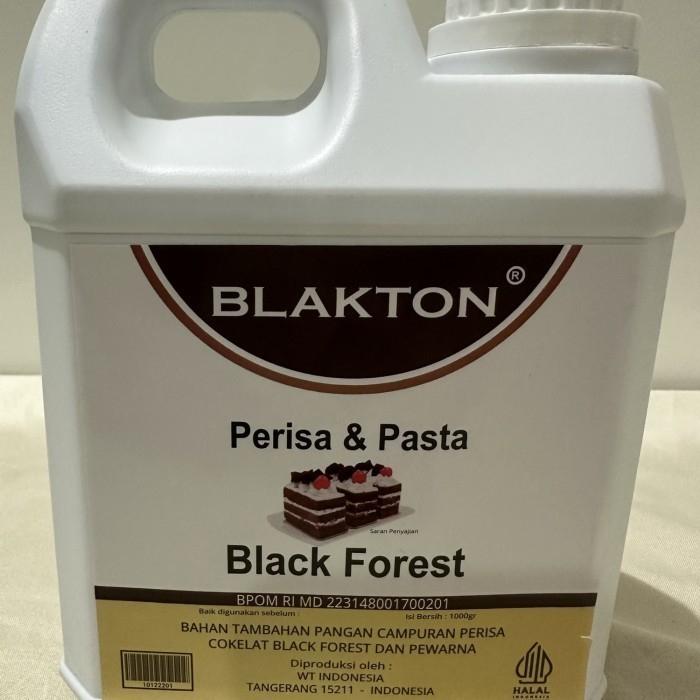 BLAKTON ®
Perisa & Pasta
Saran Penyajian
Black Forest
BPOM RI MD 223148001700201
Baik digunakan sebelum : Isi Bersih : 1000gr
BAHAN TAMBAHAN PANGAN CAMPURAN PERISA
COKELAT BLACK FOREST DAN PEWARNA
Diproduksi oleh :
WT INDONESIA
TANGERANG 15211 - INDONESIA
10122201
HALAL
INDONESIA